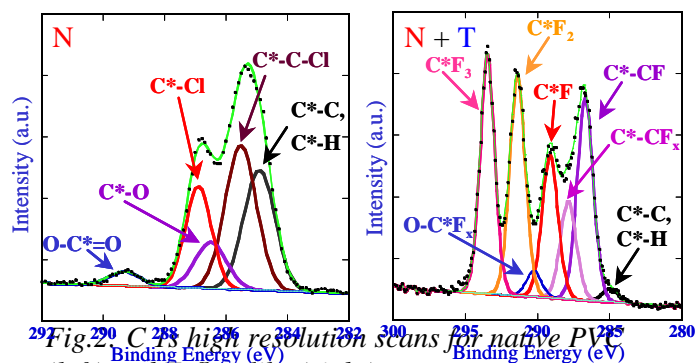 N
C*-Cl
C*-C-Cl
C*-C,
C*-H
C*-O
O-C*=O
Intensity (a.u.)
292 290 288 286 284 282
Binding Energy (eV)
N + T
C*F3
C*F2
C*F
C*-CF
C*-CFx
O-C*Fx
C*-C,
C*-H
Intensity (a.u.)
300 295 290 285 280
Binding Energy (eV)
Fig.2. C 1s high resolution scans for native PVC